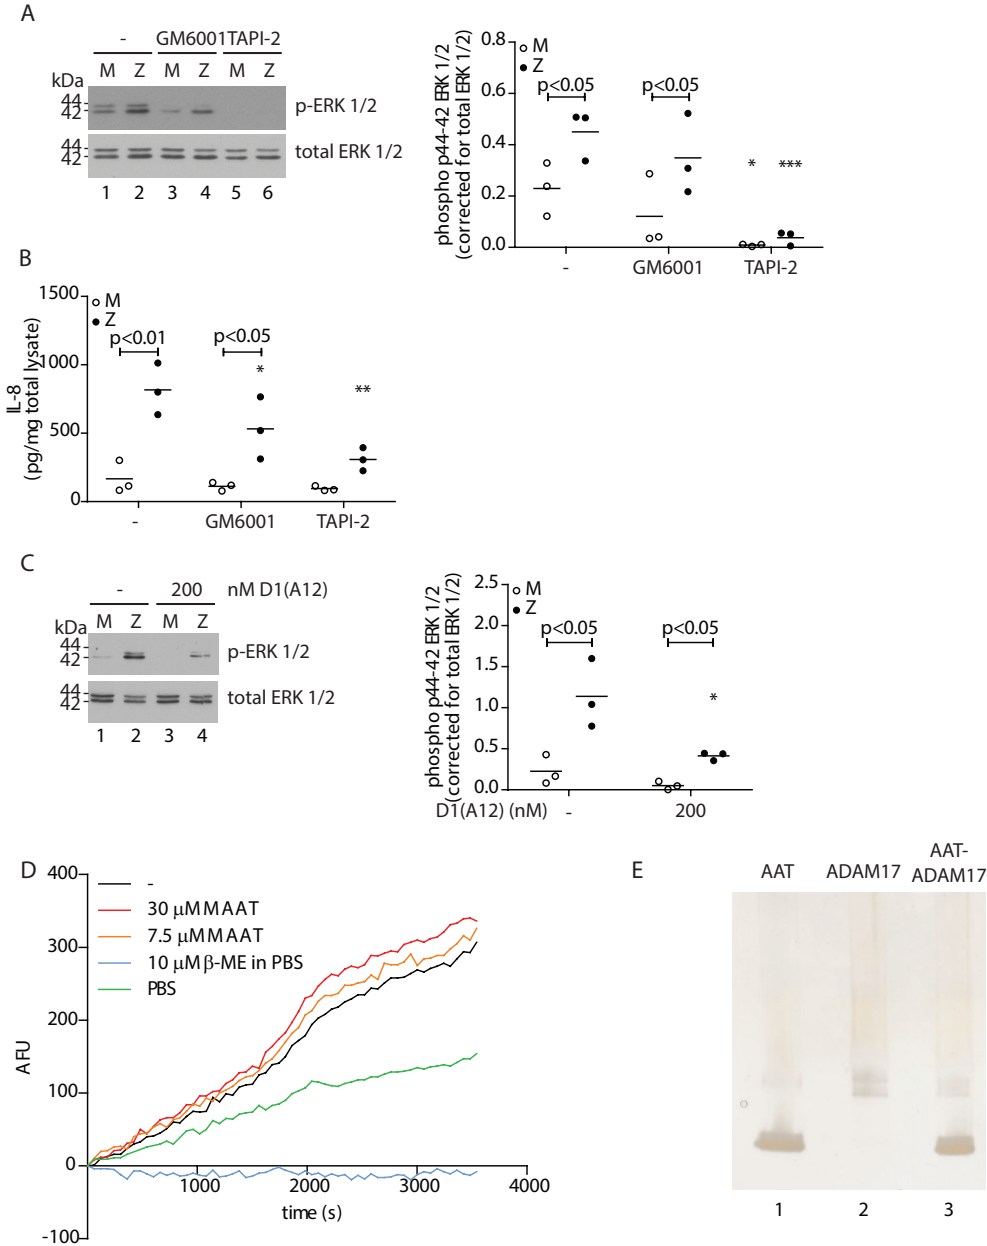 A
- GM6001 TAPI-2
M Z M Z M Z
kDa
44
42
p-ERK 1/2
44
42
total ERK 1/2
1 2 3 4 5 6
phospho p44-42 ERK 1/2
(corrected for total ERK 1/2)
0.8
0.6
0.4
0.2
0.0
M
Z
p<0.05 p<0.05
* ***
- GM6001 TAPI-2
B
IL-8
(pg/mg total lysate)
1500
1000
500
0
M
Z
p<0.01 p<0.05
* **
- GM6001 TAPI-2
C
- 200 nM D1(A12)
M Z M Z
kDa
44
42
p-ERK 1/2
44
42
total ERK 1/2
1 2 3 4
phospho p44-42 ERK 1/2
(corrected for total ERK 1/2)
2.5
2.0
1.5
1.0
0.5
0.0
M
Z
p<0.05 p<0.05
*
D1(A12) (nM) - 200
D
AFU
400
300
200
100
0
-100
-
30 µM M AAT
7.5 µM M AAT
10 µM β-ME in PBS
PBS
1000 2000 3000 4000
time (s)
E
AAT ADAM17 AAT-
ADAM17
1 2 3